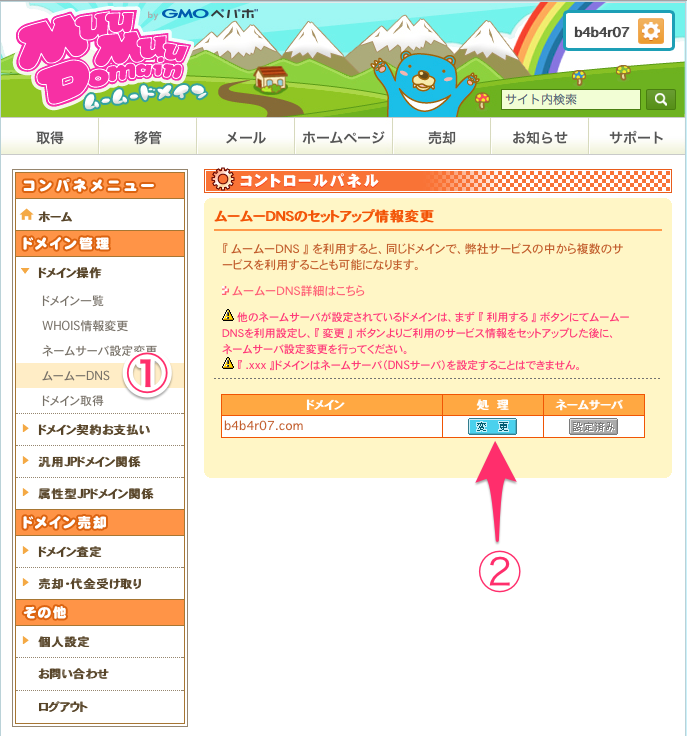 Muu Muu Domain
by GMOペパボ
ムームードメイン
b4b4r07
サイト内検索
取得
移管
メール
ホームページ
売却
お知らせ
サポート
コンパネメニュー
ホーム
ドメイン管理
ドメイン操作
ドメイン一覧
WHOIS情報変更
ネームサーバ設定変更
ムームーDNS
①
ドメイン取得
ドメイン契約お支払い
汎用JPドメイン関係
属性型JPドメイン関係
ドメイン売却
ドメイン査定
売却・代金受け取り
その他
個人設定
お問い合わせ
ログアウト
コントロールパネル
ムームーDNSのセットアップ情報変更
『 ムームーDNS 』 を利用すると、同じドメインで、弊社サービスの中から複数のサ
ービスを利用することも可能になります。
ムームーDNS詳細はこちら
他のネームサーバが設定されているドメインは、まず 『 利用する 』 ボタンにてムームー
DNSを利用設定し、『 変更 』 ボタンよりご利用のサービス情報をセットアップした後に、
ネームサーバ設定変更を行ってください。
『 .xxx 』ドメインはネームサーバ(DNSサーバ)を設定することはできません。
ドメイン 処 理 ネームサーバ
b4b4r07.com 変 更 設定済み
②